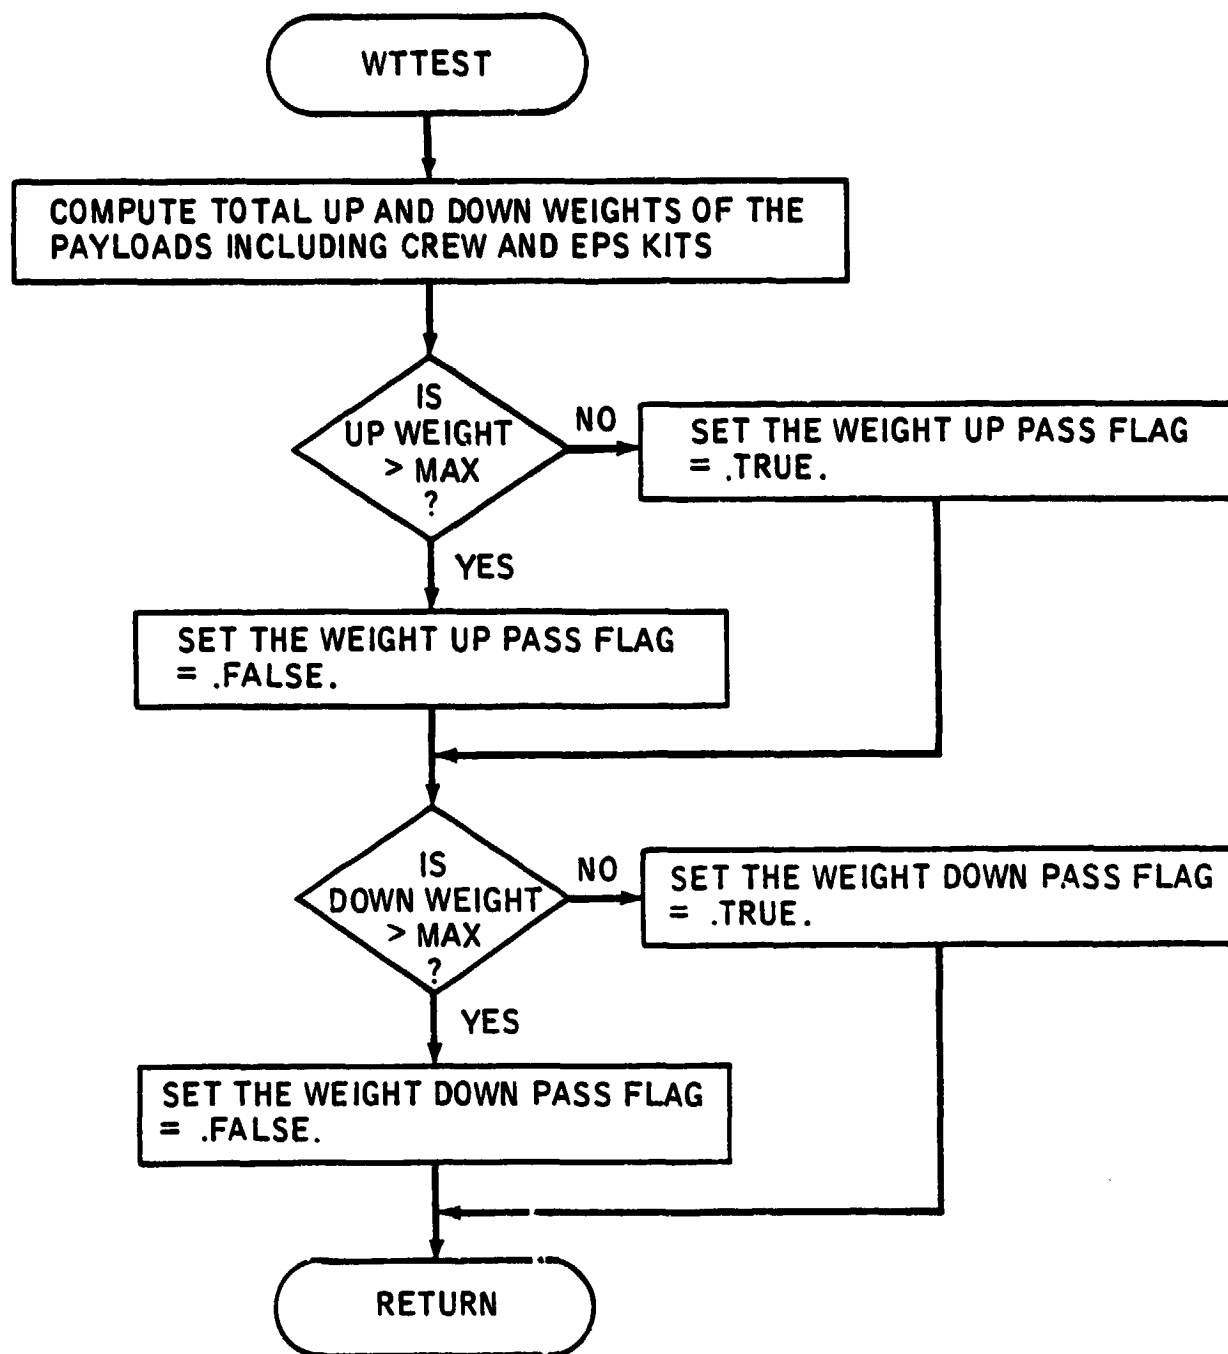 WTTEST
COMPUTE TOTAL UP AND DOWN WEIGHTS OF THE
PAYLOADS INCLUDING CREW AND EPS KITS
IS
UP WEIGHT
> MAX
?
NO
SET THE WEIGHT UP PASS FLAG
= .TRUE.
YES
SET THE WEIGHT UP PASS FLAG
= .FALSE.
IS
DOWN WEIGHT
> MAX
?
NO
SET THE WEIGHT DOWN PASS FLAG
= .TRUE.
YES
SET THE WEIGHT DOWN PASS FLAG
= .FALSE.
RETURN